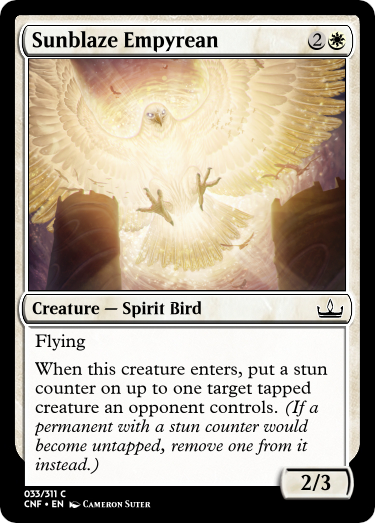 Sunblaze Empyrean 2
Creature — Spirit Bird
Flying
When this creature enters, put a stun
counter on up to one target tapped
creature an opponent controls. (If a
permanent with a stun counter would
become untapped, remove one from it
instead.)
2/3
033/311 C
CNF • EN Cameron Suter